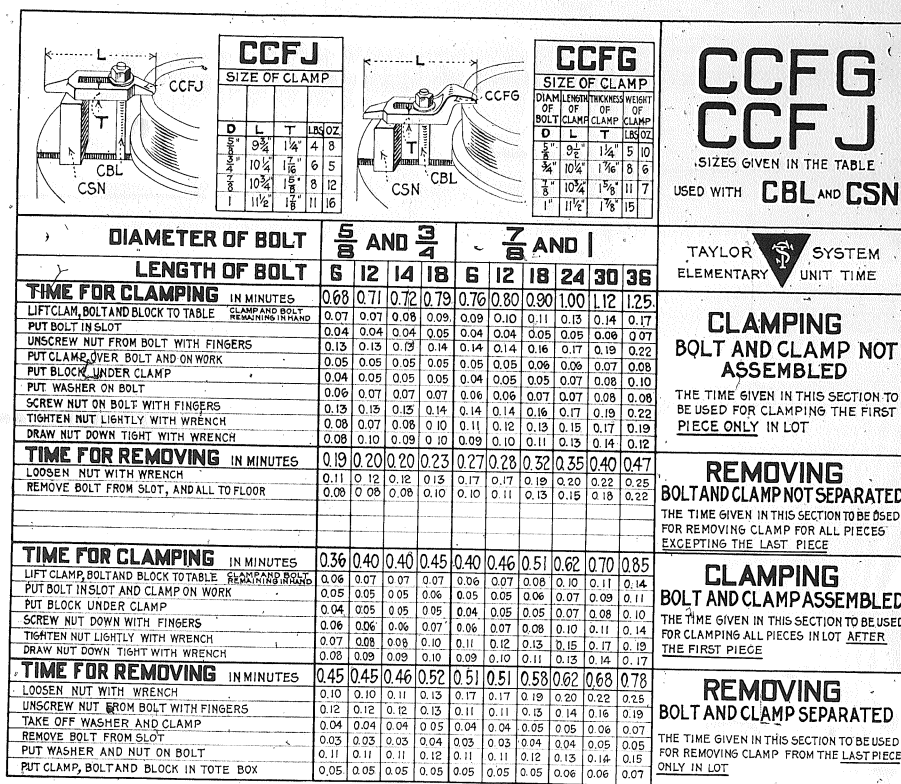 L
CCFJ
T
CBL
CSN
CCFJ
SIZE OF CLAMP
D L T LBS OZ
5/8" 9 3/4" 1 1/4" 4 8
3/4" 10 1/4" 1 7/16" 6 5
7/8" 10 3/4" 1 5/8" 8 12
1 11 1/2" 1 7/8" 11 16
L
CCFG
T
CBL
CSN
CCFG
SIZE OF CLAMP
DIAM OF BOLT LENGTH OF CLAMP THICKNESS OF CLAMP WEIGHT OF CLAMP
D L T LBS OZ
5/8" 9 1/2" 1 1/4" 5 10
3/4" 10 1/4" 1 7/16" 8 6
7/8" 10 3/4" 1 5/8" 11 7
1" 11 1/2" 1 7/8" 15
CCFG
CCFJ
SIZES GIVEN IN THE TABLE
USED WITH CBL AND CSN
DIAMETER OF BOLT 5/8 AND 3/4 7/8 AND 1
LENGTH OF BOLT 6 12 14 18 6 12 18 24 30 36
TAYLOR SYSTEM
ELEMENTARY UNIT TIME
TIME FOR CLAMPING IN MINUTES 0.68 0.71 0.72 0.79 0.76 0.80 0.90 1.00 1.12 1.25
LIFT CLAM, BOLT AND BLOCK TO TABLE CLAMP AND BOLT REMAINING IN HAND 0.07 0.07 0.08 0.09 0.09 0.10 0.11 0.13 0.14 0.17
PUT BOLT IN SLOT 0.04 0.04 0.04 0.05 0.04 0.04 0.05 0.05 0.06 0.07
UNSCREW NUT FROM BOLT WITH FINGERS 0.13 0.13 0.13 0.14 0.14 0.14 0.16 0.17 0.19 0.22
PUT CLAMP OVER BOLT AND ON WORK 0.05 0.05 0.05 0.05 0.05 0.05 0.06 0.06 0.07 0.08
PUT BLOCK UNDER CLAMP 0.04 0.05 0.05 0.05 0.04 0.05 0.05 0.07 0.08 0.10
PUT WASHER ON BOLT 0.06 0.07 0.07 0.07 0.06 0.06 0.07 0.07 0.08 0.08
SCREW NUT ON BOLT WITH FINGERS 0.13 0.13 0.13 0.14 0.14 0.14 0.16 0.17 0.19 0.22
TIGHTEN NUT LIGHTLY WITH WRENCH 0.08 0.07 0.08 0.10 0.11 0.12 0.13 0.15 0.17 0.19
DRAW NUT DOWN TIGHT WITH WRENCH 0.08 0.10 0.09 0.10 0.09 0.10 0.11 0.13 0.14 0.12
CLAMPING
BOLT AND CLAMP NOT
ASSEMBLED
THE TIME GIVEN IN THIS SECTION TO
BE USED FOR CLAMPING THE FIRST
PIECE ONLY IN LOT
TIME FOR REMOVING IN MINUTES 0.19 0.20 0.20 0.23 0.27 0.28 0.32 0.35 0.40 0.47
LOOSEN NUT WITH WRENCH 0.11 0.12 0.12 0.13 0.17 0.17 0.19 0.20 0.22 0.25
REMOVE BOLT FROM SLOT, AND ALL TO FLOOR 0.08 0.08 0.08 0.10 0.10 0.11 0.13 0.15 0.18 0.22
REMOVING
BOLT AND CLAMP NOT SEPARATED
THE TIME GIVEN IN THIS SECTION TO BE USED
FOR REMOVING CLAMP FOR ALL PIECES
EXCEPTING THE LAST PIECE
TIME FOR CLAMPING IN MINUTES 0.36 0.40 0.40 0.45 0.40 0.46 0.51 0.62 0.70 0.85
LIFT CLAMP, BOLT AND BLOCK TO TABLE CLAMP AND BOLT REMAINING IN HAND 0.06 0.07 0.07 0.07 0.06 0.07 0.08 0.10 0.11 0.14
PUT BOLT IN SLOT AND CLAMP ON WORK 0.05 0.05 0.05 0.06 0.05 0.05 0.06 0.07 0.09 0.11
PUT BLOCK UNDER CLAMP 0.04 0.05 0.05 0.05 0.04 0.05 0.05 0.07 0.08 0.10
SCREW NUT DOWN WITH FINGERS 0.06 0.06 0.06 0.07 0.06 0.07 0.08 0.10 0.11 0.14
TIGHTEN NUT LIGHTLY WITH WRENCH 0.07 0.08 0.08 0.10 0.11 0.12 0.13 0.15 0.17 0.19
DRAW NUT DOWN TIGHT WITH WRENCH 0.08 0.09 0.09 0.10 0.09 0.10 0.11 0.13 0.14 0.17
CLAMPING
BOLT AND CLAMP ASSEMBLED
THE TIME GIVEN IN THIS SECTION TO BE USED
FOR CLAMPING ALL PIECES IN LOT AFTER
THE FIRST PIECE
TIME FOR REMOVING IN MINUTES 0.45 0.45 0.46 0.52 0.51 0.51 0.58 0.62 0.68 0.78
LOOSEN NUT WITH WRENCH 0.10 0.10 0.11 0.13 0.17 0.17 0.19 0.20 0.22 0.25
UNSCREW NUT FROM BOLT WITH FINGERS 0.12 0.12 0.12 0.13 0.11 0.11 0.13 0.14 0.16 0.19
TAKE OFF WASHER AND CLAMP 0.04 0.04 0.04 0.05 0.04 0.04 0.05 0.05 0.06 0.07
REMOVE BOLT FROM SLOT 0.03 0.03 0.03 0.04 0.03 0.03 0.04 0.04 0.05 0.05
PUT WASHER AND NUT ON BOLT 0.11 0.11 0.11 0.12 0.11 0.11 0.12 0.13 0.14 0.15
PUT CLAMP, BOLT AND BLOCK IN TOTE BOX 0.05 0.05 0.05 0.05 0.05 0.05 0.05 0.06 0.06 0.07
REMOVING
BOLT AND CLAMP SEPARATED
THE TIME GIVEN IN THIS SECTION TO BE USED
FOR REMOVING CLAMP FROM THE LAST PIECE
ONLY IN LOT